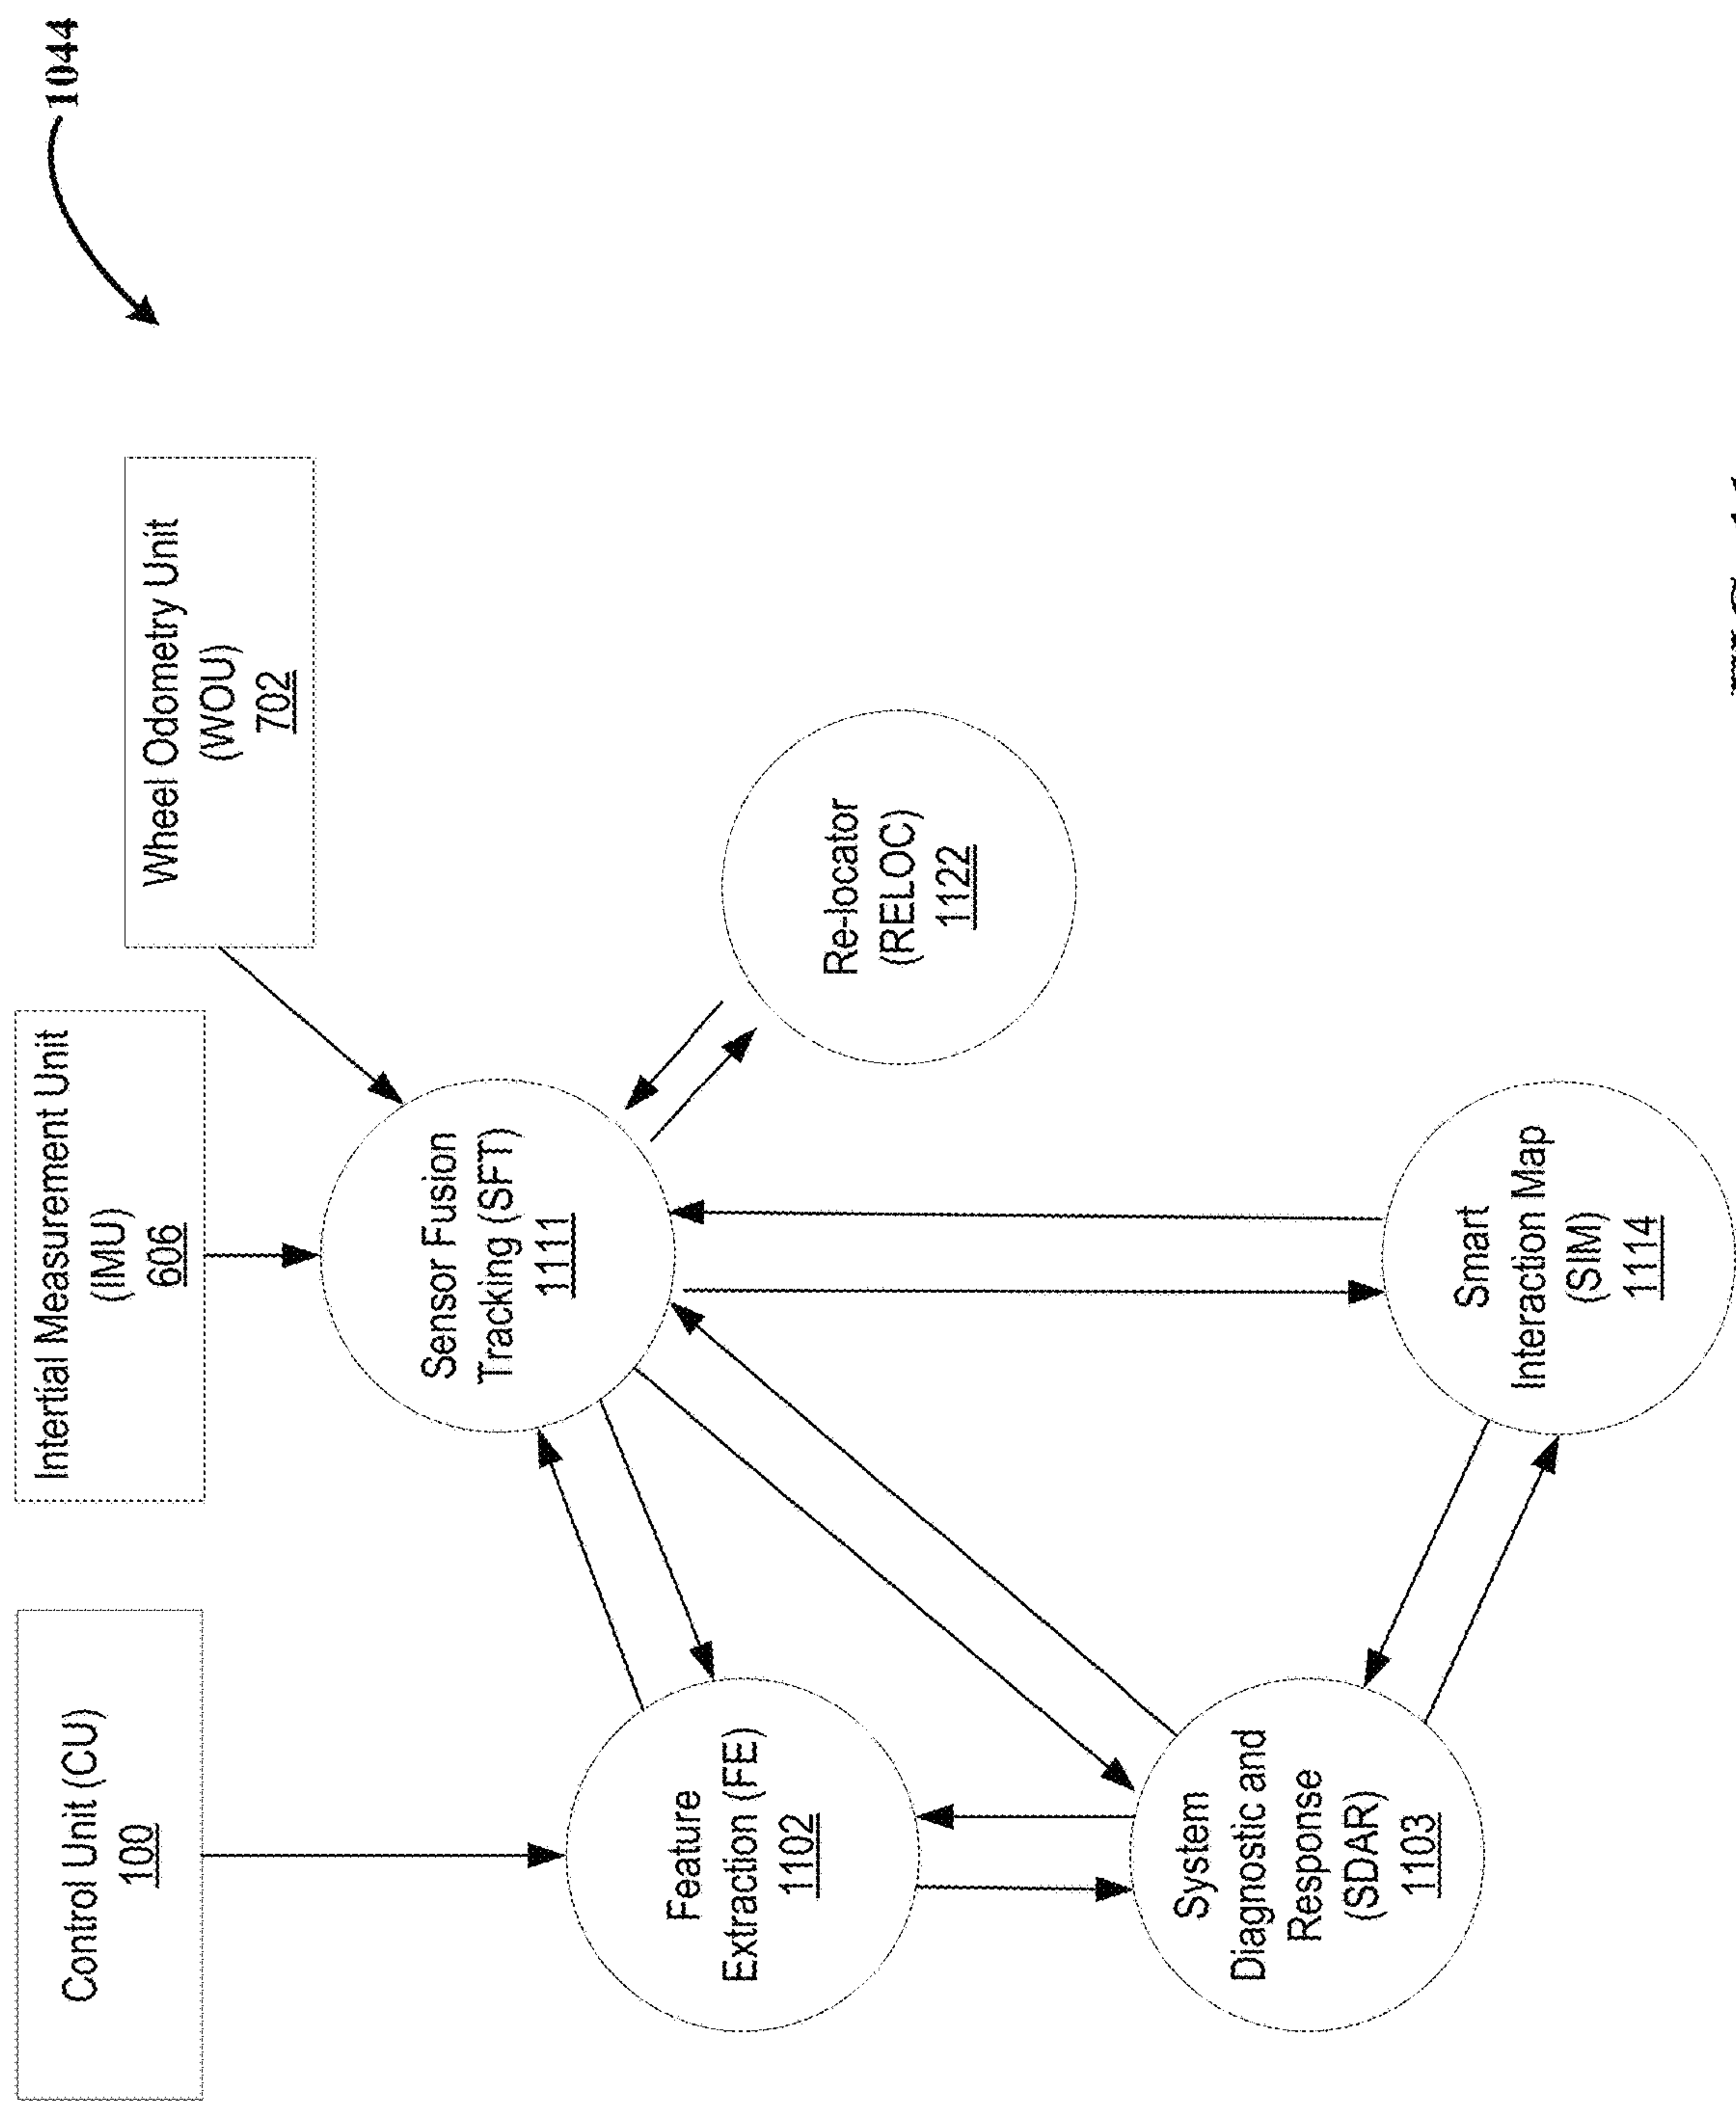 1044
Control Unit (CU)
100
Intertial Measurement Unit
(IMU)
606
Wheel Odometry Unit
(WOU)
702
Sensor Fusion
Tracking (SFT)
1111
Feature
Extraction (FE)
1102
Re-locator
(RELOC)
1122
System
Diagnostic and
Response
(SDAR)
1103
Smart
Interaction Map
(SIM)
1114